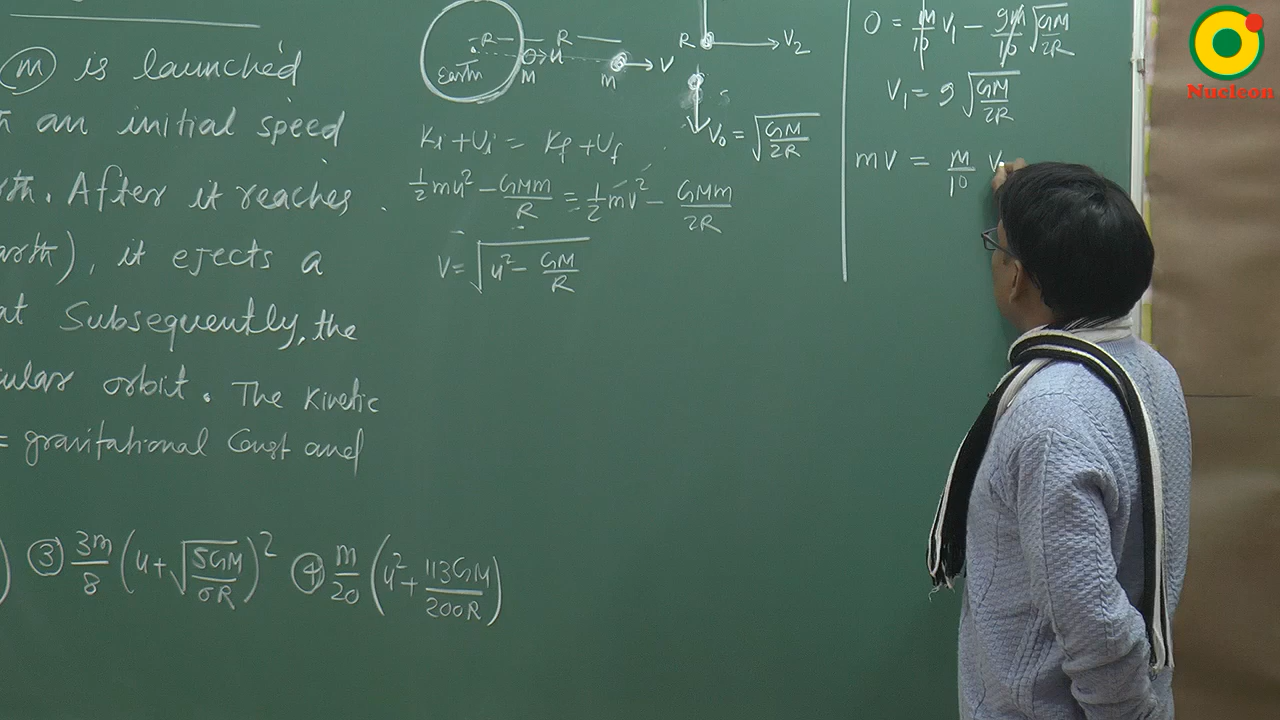 m is launched
an initial speed
rth. After it reaches
arth), it ejects a
at Subsequently, the
cular orbit. The Kinetic
= gravitational Const and
③ 3m/8 (u + √(5GM/6R))² ④ m/20 (u² + 113GM/200R)
R R
Earth m u m V
Ki + Ui = Kf + Uf
½mu² − GMm/R = ½mv² − GMm/2R
V = √(u² − GM/R)
R V₂
V₀ = √(GM/2R)
0 = m/10 V₁ − 9m/10 √(GM/2R)
V₁ = 9 √(GM/2R)
mV = m/10 V
Nucleon